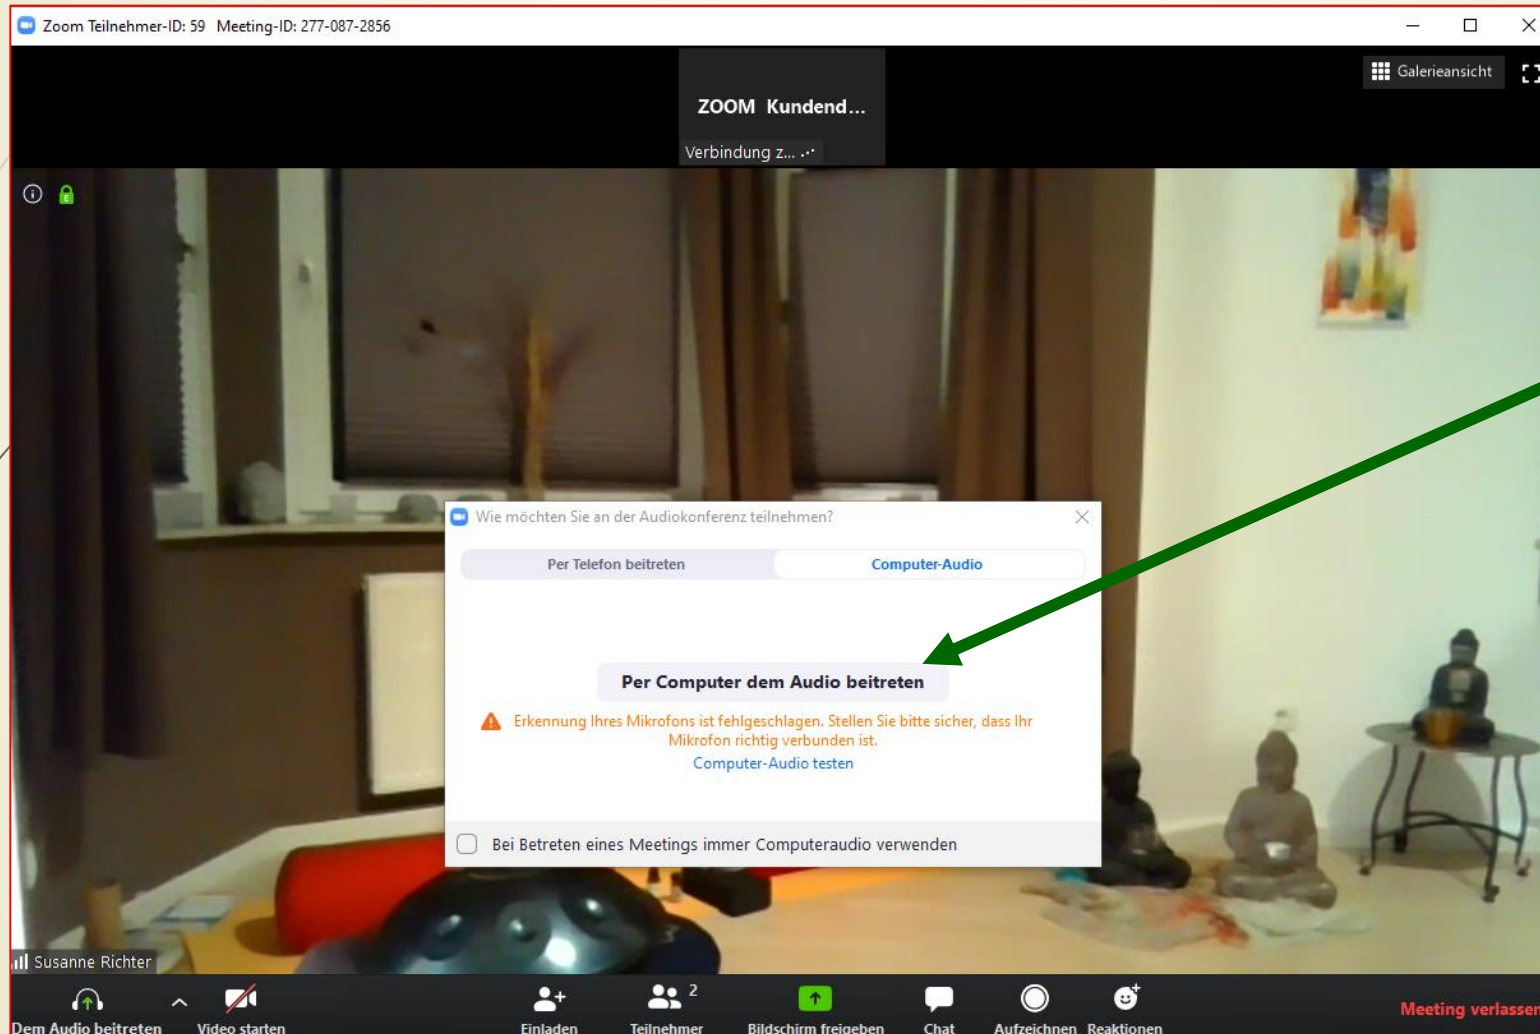 Zoom Teilnehmer-ID: 59 Meeting-ID: 277-087-2856
Galerieansicht
ZOOM Kundend...
Verbindung z...
Wie möchten Sie an der Audiokonferenz teilnehmen?
Per Telefon beitreten Computer-Audio
Per Computer dem Audio beitreten
Erkennung Ihres Mikrofons ist fehlgeschlagen. Stellen Sie bitte sicher, dass Ihr
Mikrofon richtig verbunden ist.
Computer-Audio testen
Bei Betreten eines Meetings immer Computeraudio verwenden
Susanne Richter
2
Dem Audio beitreten Video starten Einladen Teilnehmer Bildschirm freigeben Chat Aufzeichnen Reaktionen Meeting verlassen